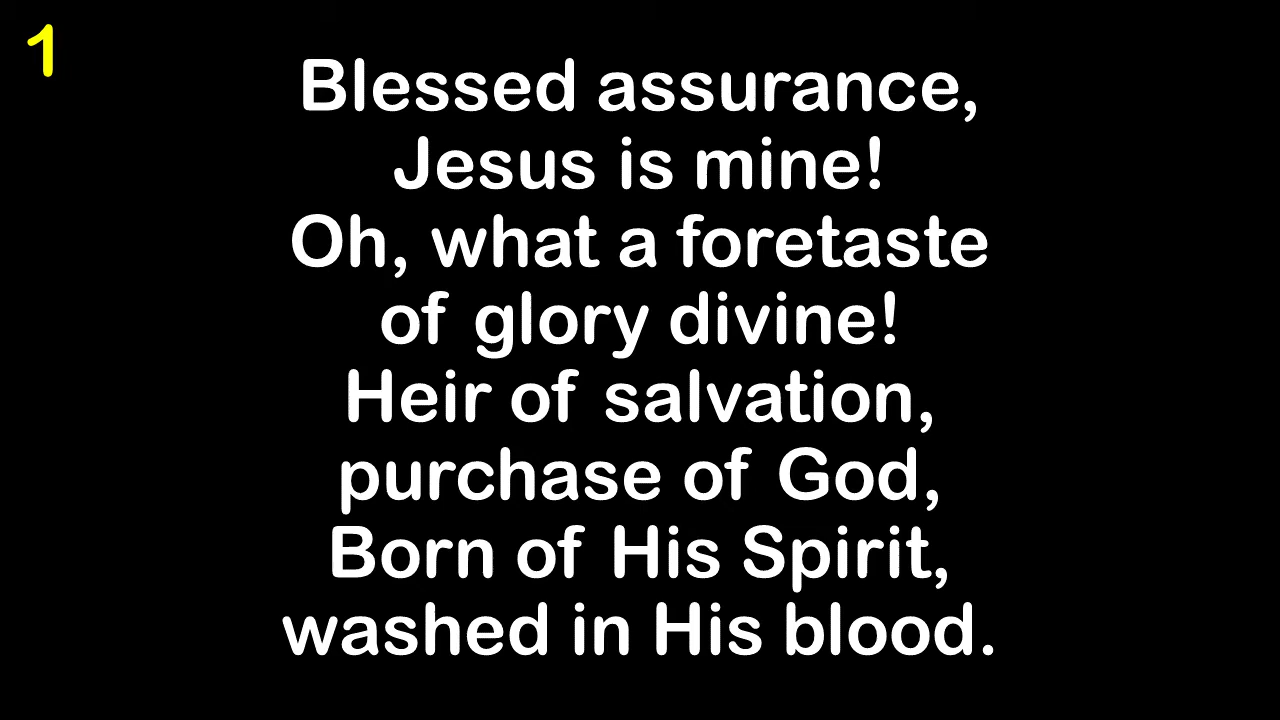 1
Blessed assurance,
Jesus is mine!
Oh, what a foretaste
of glory divine!
Heir of salvation,
purchase of God,
Born of His Spirit,
washed in His blood.